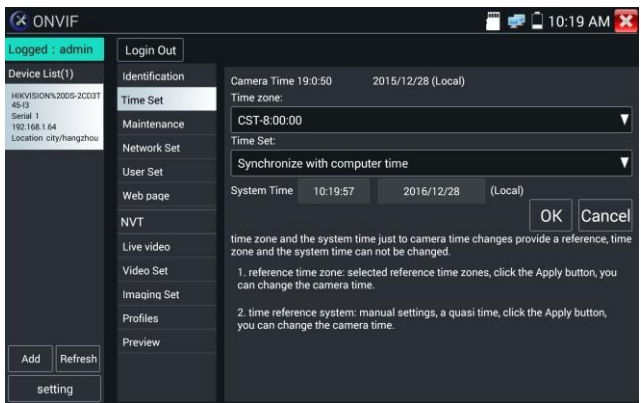 ONVIF
10:19 AM
Logged : admin
Login Out
Device List(1)
HIKVISION%20DS-2CD3T
45-I3
Serial 1
192.168.1.64
Location city/hangzhou
Add
Refresh
setting
Identification
Time Set
Maintenance
Network Set
User Set
Web page
NVT
Live video
Video Set
Imaging Set
Profiles
Preview
Camera Time 19:0:50 2015/12/28 (Local)
Time zone:
CST-8:00:00
Time Set:
Synchronize with computer time
System Time 10:19:57 2016/12/28 (Local)
OK Cancel
time zone and the system time just to camera time changes provide a reference, time
zone and the system time can not be changed.
1. reference time zone: selected reference time zones, click the Apply button, you
can change the camera time.
2. time reference system: manual settings, a quasi time, click the Apply button,
you can change the camera time.